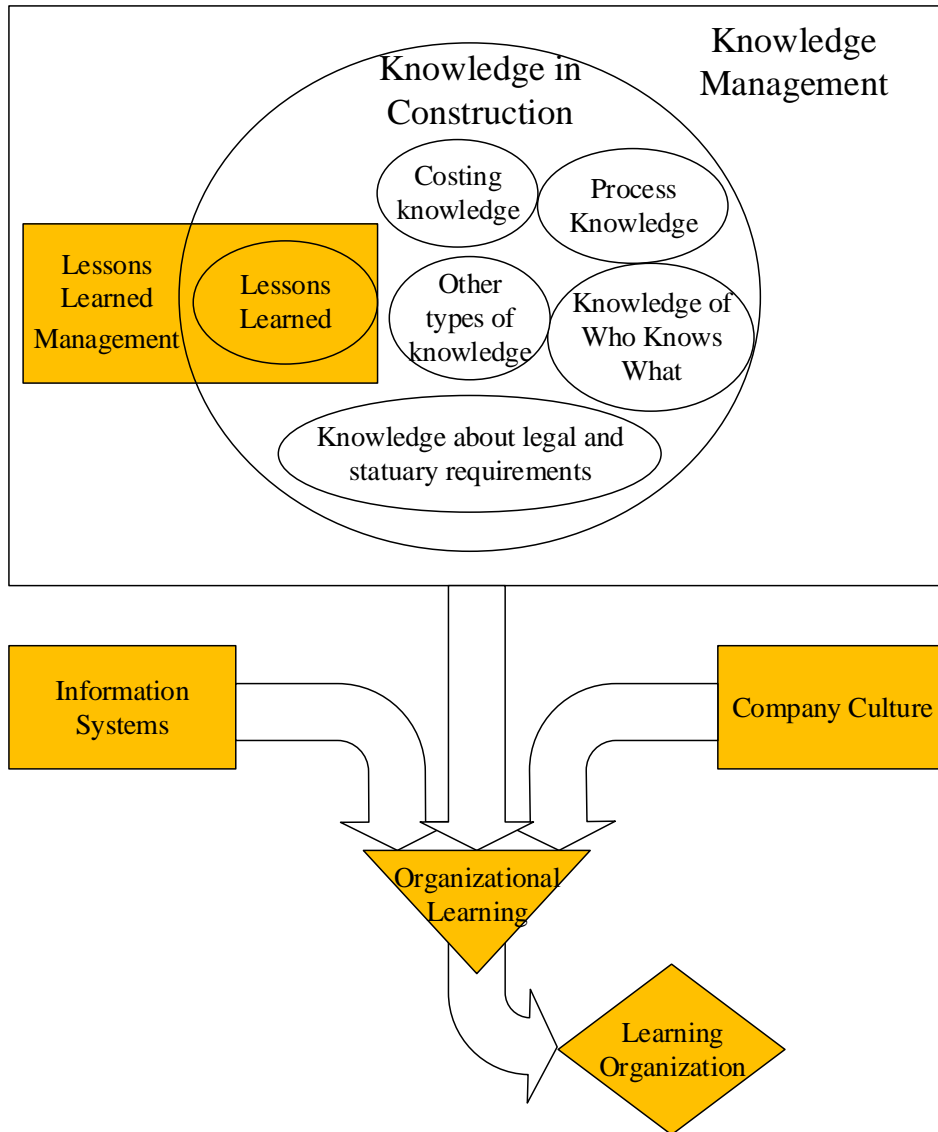 Knowledge
Management
Knowledge in
Construction
Costing
knowledge
Process
Knowledge
Lessons
Learned
Management
Lessons
Learned
Other
types of
knowledge
Knowledge of
Who Knows
What
Knowledge about legal and
statuary requirements
Information
Systems
Company Culture
Organizational
Learning
Learning
Organization